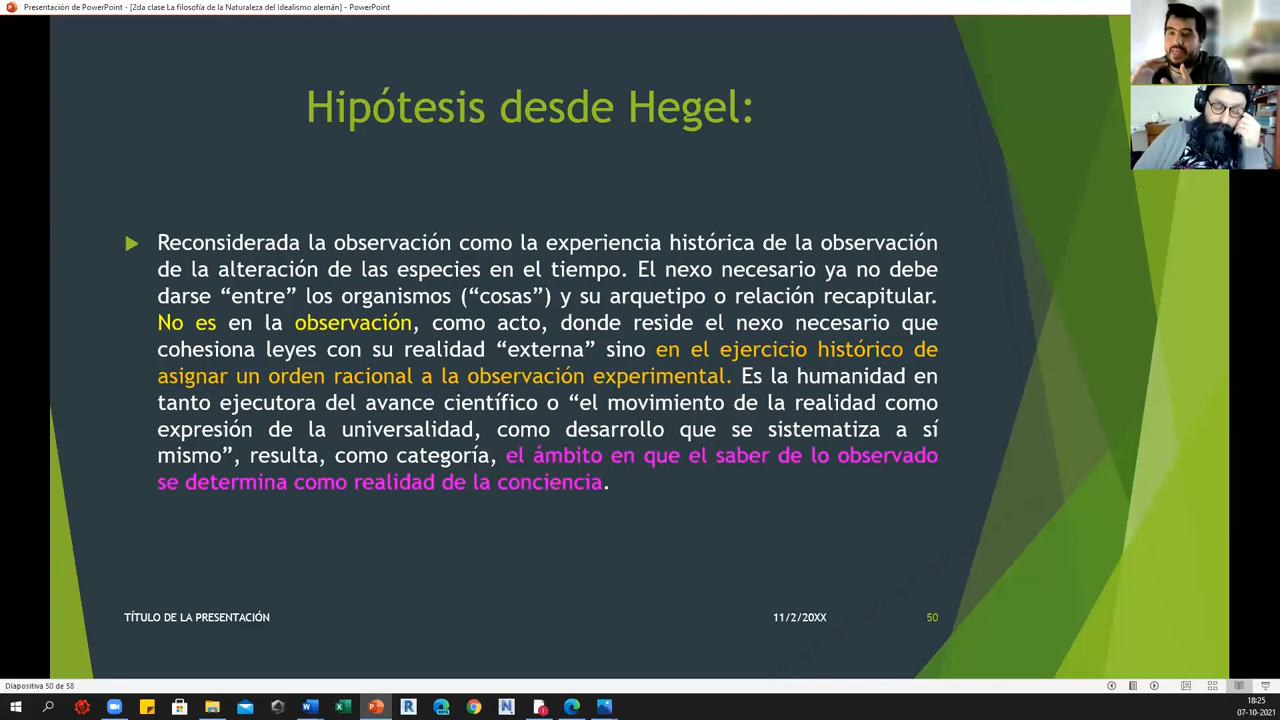 Presentación de PowerPoint - [2da clase La filosofía de la Naturaleza del Idealismo alemán] - PowerPoint
Hipótesis desde Hegel:
Reconsiderada la observación como la experiencia histórica de la observación
de la alteración de las especies en el tiempo. El nexo necesario ya no debe
darse “entre” los organismos (“cosas”) y su arquetipo o relación recapitular.
No es en la observación, como acto, donde reside el nexo necesario que
cohesiona leyes con su realidad “externa” sino en el ejercicio histórico de
asignar un orden racional a la observación experimental. Es la humanidad en
tanto ejecutora del avance científico o “el movimiento de la realidad como
expresión de la universalidad, como desarrollo que se sistematiza a sí
mismo”, resulta, como categoría, el ámbito en que el saber de lo observado
se determina como realidad de la conciencia.
TÍTULO DE LA PRESENTACIÓN
11/2/20XX
50
Diapositiva 50 de 58
18:25
07-10-2021